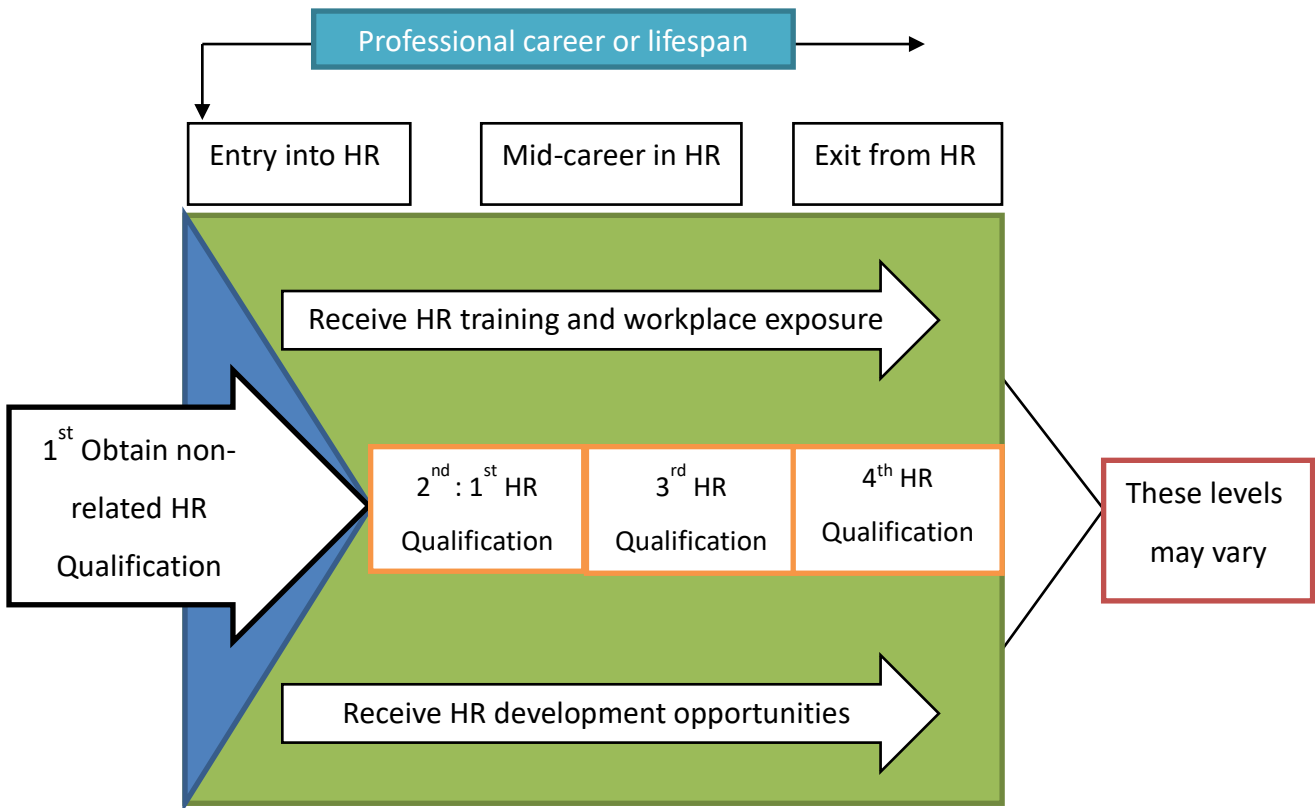 Professional career or lifespan
Entry into HR
Mid-career in HR
Exit from HR
Receive HR training and workplace exposure
1st Obtain non-
related HR
Qualification
2nd : 1st HR
Qualification
3rd HR
Qualification
4th HR
Qualification
These levels
may vary
Receive HR development opportunities